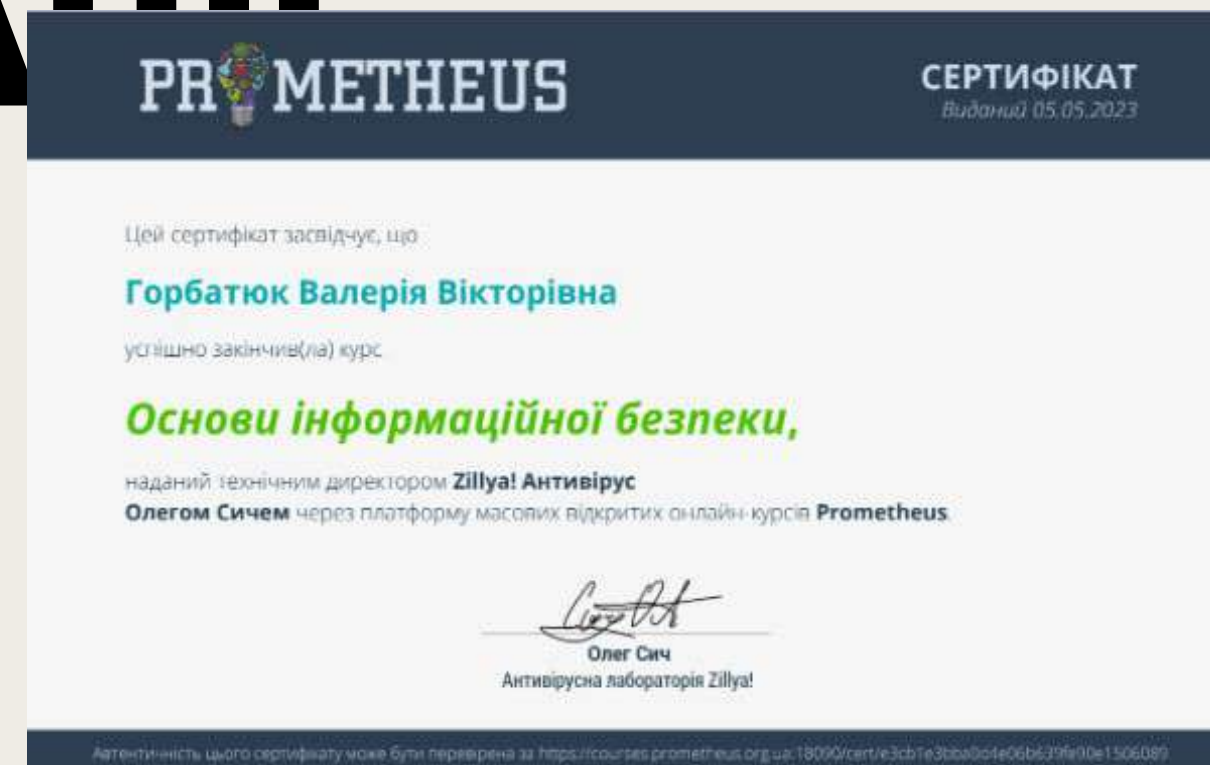 PROMETHEUS
СЕРТИФІКАТ
Виданий 05.05.2023
Цей сертифікат засвідчує, що
Горбатюк Валерія Вікторівна
успішно закінчив(ла) курс
Основи інформаційної безпеки,
наданий технічним директором Zillya! Антивірус
Олегом Сичем через платформу масових відкритих онлайн-курсів Prometheus
Олег Сич
Антивірусна лабораторія Zillya!
Автентичність цього сертифікату може бути перевірена за